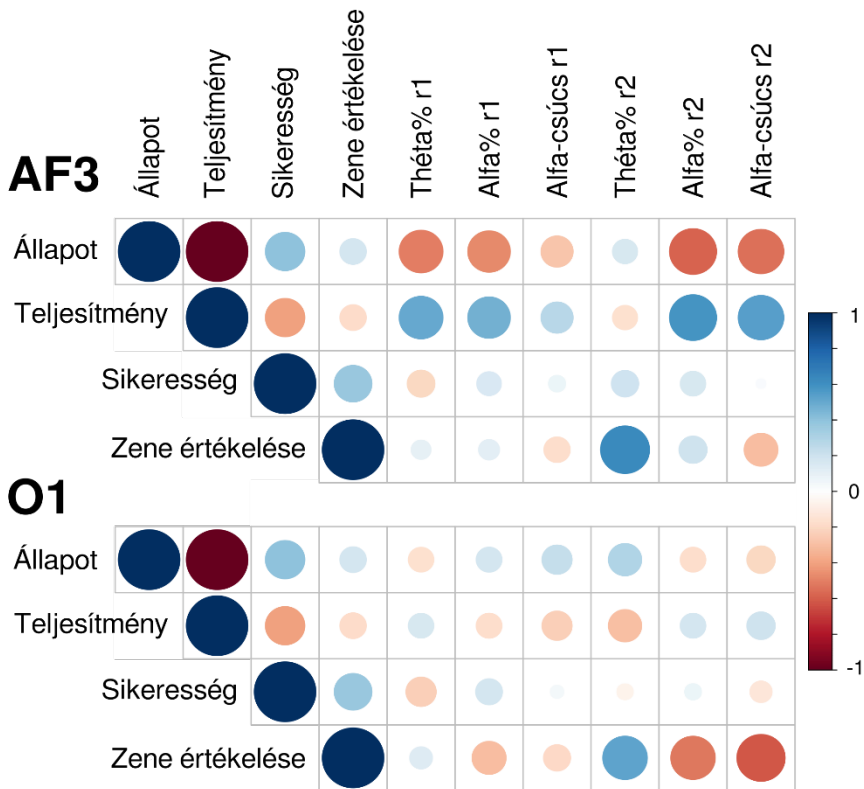 Állapot
Teljesítmény
Sikeresség
Zene értékelése
Théta% r1
Alfa% r1
Alfa-csúcs r1
Théta% r2
Alfa% r2
Alfa-csúcs r2
AF3
Állapot
Teljesítmény
Sikeresség
Zene értékelése
1
0
-1
O1
Állapot
Teljesítmény
Sikeresség
Zene értékelése